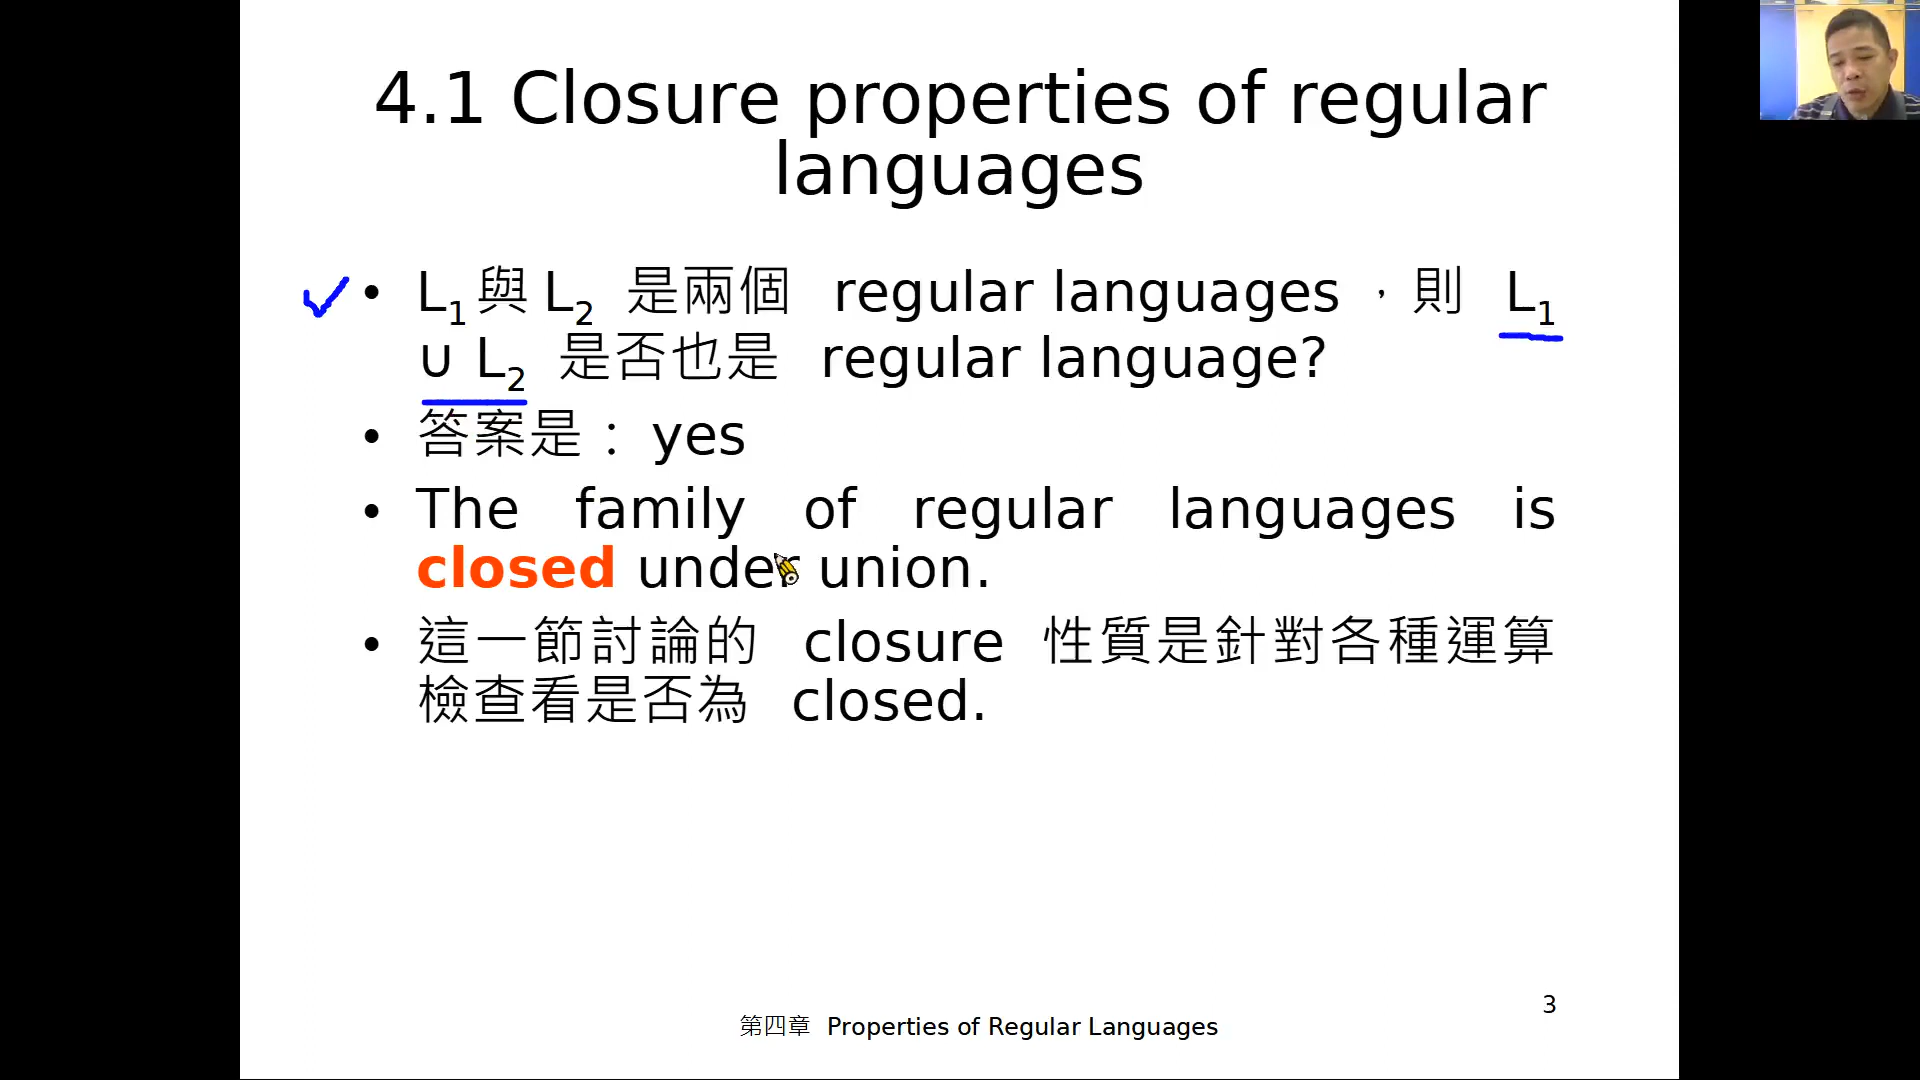 4.1 Closure properties of regular
languages
• L₁與 L₂ 是兩個 regular languages，則 L₁
∪ L₂ 是否也是 regular language?
• 答案是：yes
• The family of regular languages is
closed under union.
• 這一節討論的 closure 性質是針對各種運算
檢查看是否為 closed.
3
第四章 Properties of Regular Languages